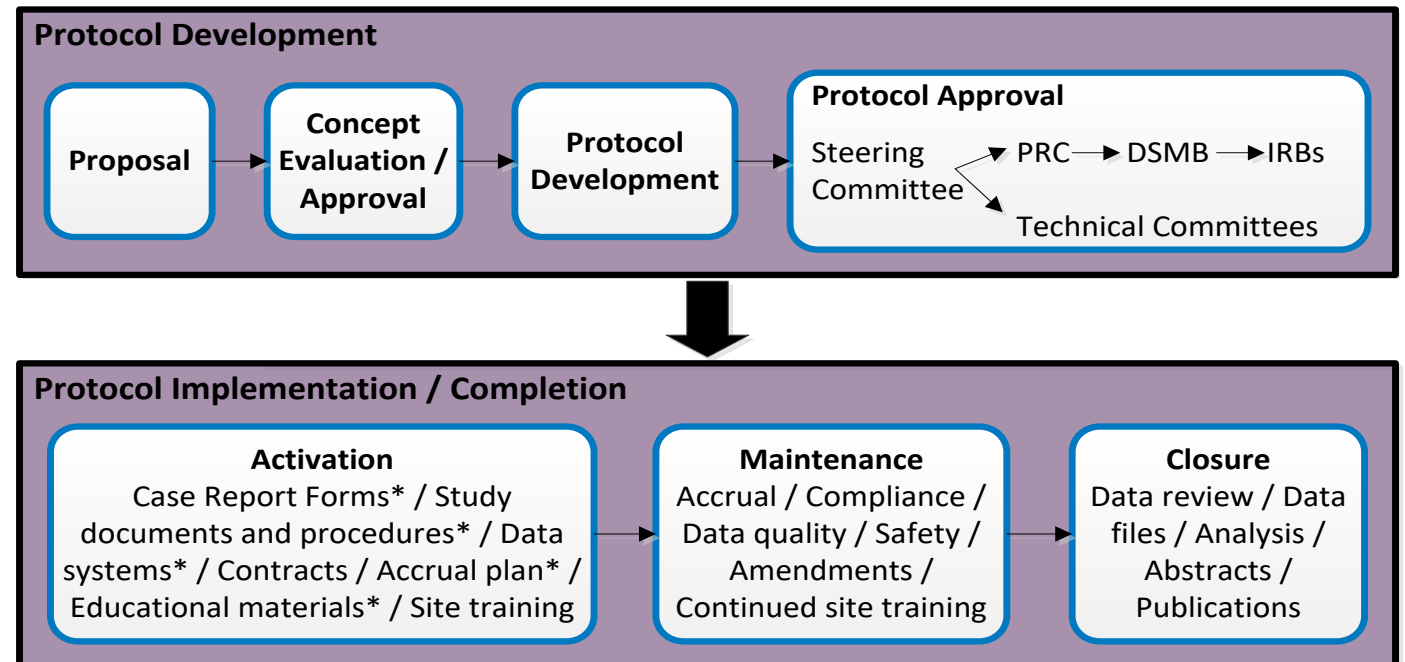 Protocol Development
Proposal
Concept
Evaluation /
Approval
Protocol
Development
Protocol Approval
Steering
Committee
PRC
DSMB
IRBs
Technical Committees
Protocol Implementation / Completion
Activation
Case Report Forms* / Study
documents and procedures* / Data
systems* / Contracts / Accrual plan* /
Educational materials* / Site training
Maintenance
Accrual / Compliance /
Data quality / Safety /
Amendments /
Continued site training
Closure
Data review / Data
files / Analysis /
Abstracts /
Publications